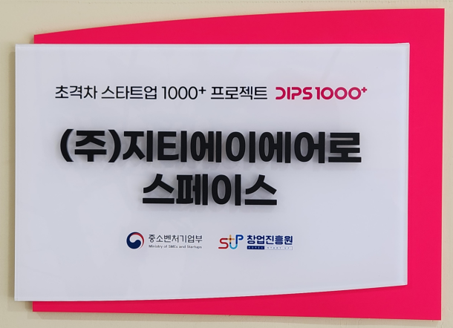 초격차 스타트업 1000+ 프로젝트 DIPS1000+
(주)지티에이에어로
스페이스
중소벤처기업부 StUP 창업진흥원
Ministry of SMEs and Startups